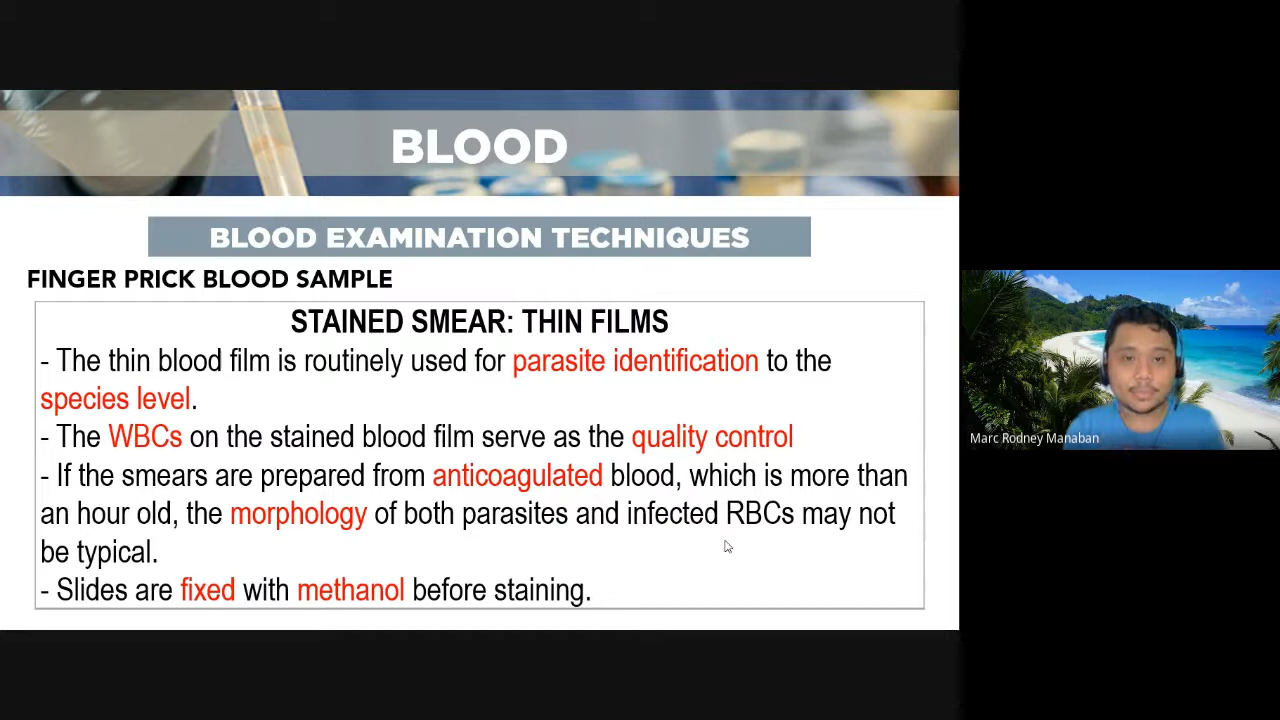 BLOOD
BLOOD EXAMINATION TECHNIQUES
FINGER PRICK BLOOD SAMPLE
STAINED SMEAR: THIN FILMS
- The thin blood film is routinely used for parasite identification to the
species level.
- The WBCs on the stained blood film serve as the quality control
- If the smears are prepared from anticoagulated blood, which is more than
an hour old, the morphology of both parasites and infected RBCs may not
be typical.
- Slides are fixed with methanol before staining.
Marc Rodney Manaban